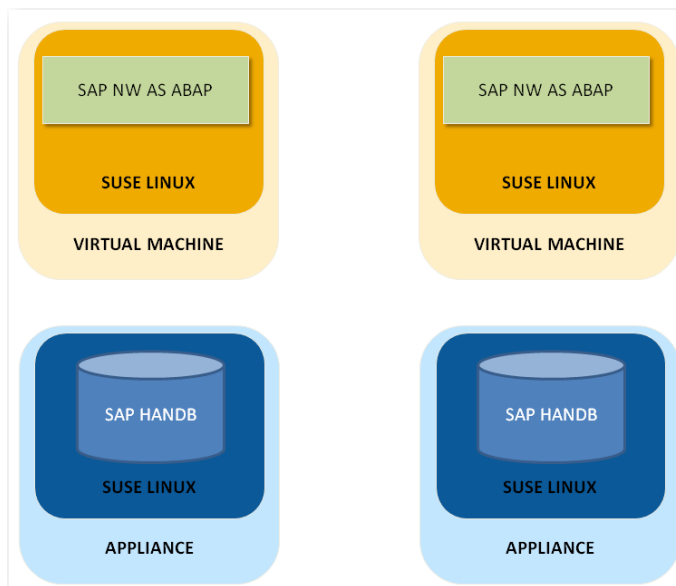 SAP NW AS ABAP
SAP NW AS ABAP
SUSE LINUX
SUSE LINUX
VIRTUAL MACHINE
VIRTUAL MACHINE
SAP HANDB
SAP HANDB
SUSE LINUX
SUSE LINUX
APPLIANCE
APPLIANCE